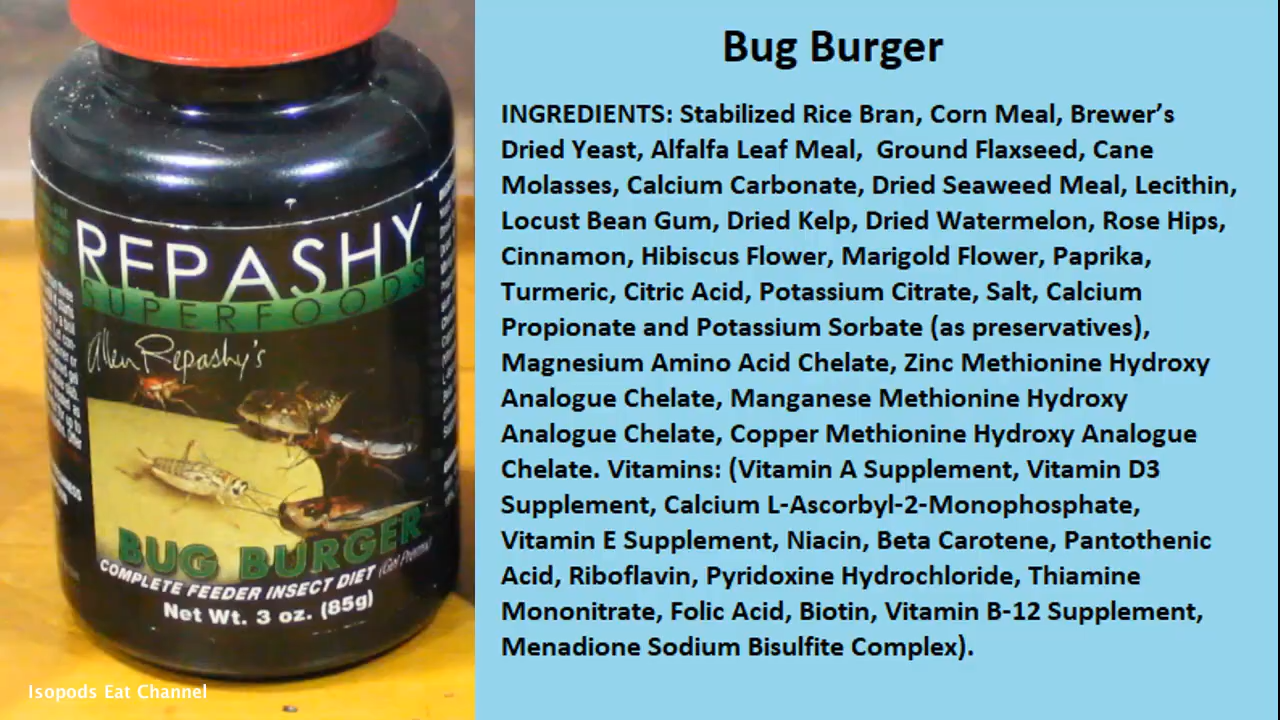 REPASHY
SUPERFOODS
Allen Repashy's
BUG BURGER
COMPLETE FEEDER INSECT DIET (Gel Premix)
Net Wt. 3 oz. (85g)
Isopods Eat Channel
Bug Burger
INGREDIENTS: Stabilized Rice Bran, Corn Meal, Brewer’s
Dried Yeast, Alfalfa Leaf Meal,  Ground Flaxseed, Cane
Molasses, Calcium Carbonate, Dried Seaweed Meal, Lecithin,
Locust Bean Gum, Dried Kelp, Dried Watermelon, Rose Hips,
Cinnamon, Hibiscus Flower, Marigold Flower, Paprika,
Turmeric, Citric Acid, Potassium Citrate, Salt, Calcium
Propionate and Potassium Sorbate (as preservatives),
Magnesium Amino Acid Chelate, Zinc Methionine Hydroxy
Analogue Chelate, Manganese Methionine Hydroxy
Analogue Chelate, Copper Methionine Hydroxy Analogue
Chelate. Vitamins: (Vitamin A Supplement, Vitamin D3
Supplement, Calcium L-Ascorbyl-2-Monophosphate,
Vitamin E Supplement, Niacin, Beta Carotene, Pantothenic
Acid, Riboflavin, Pyridoxine Hydrochloride, Thiamine
Mononitrate, Folic Acid, Biotin, Vitamin B-12 Supplement,
Menadione Sodium Bisulfite Complex).